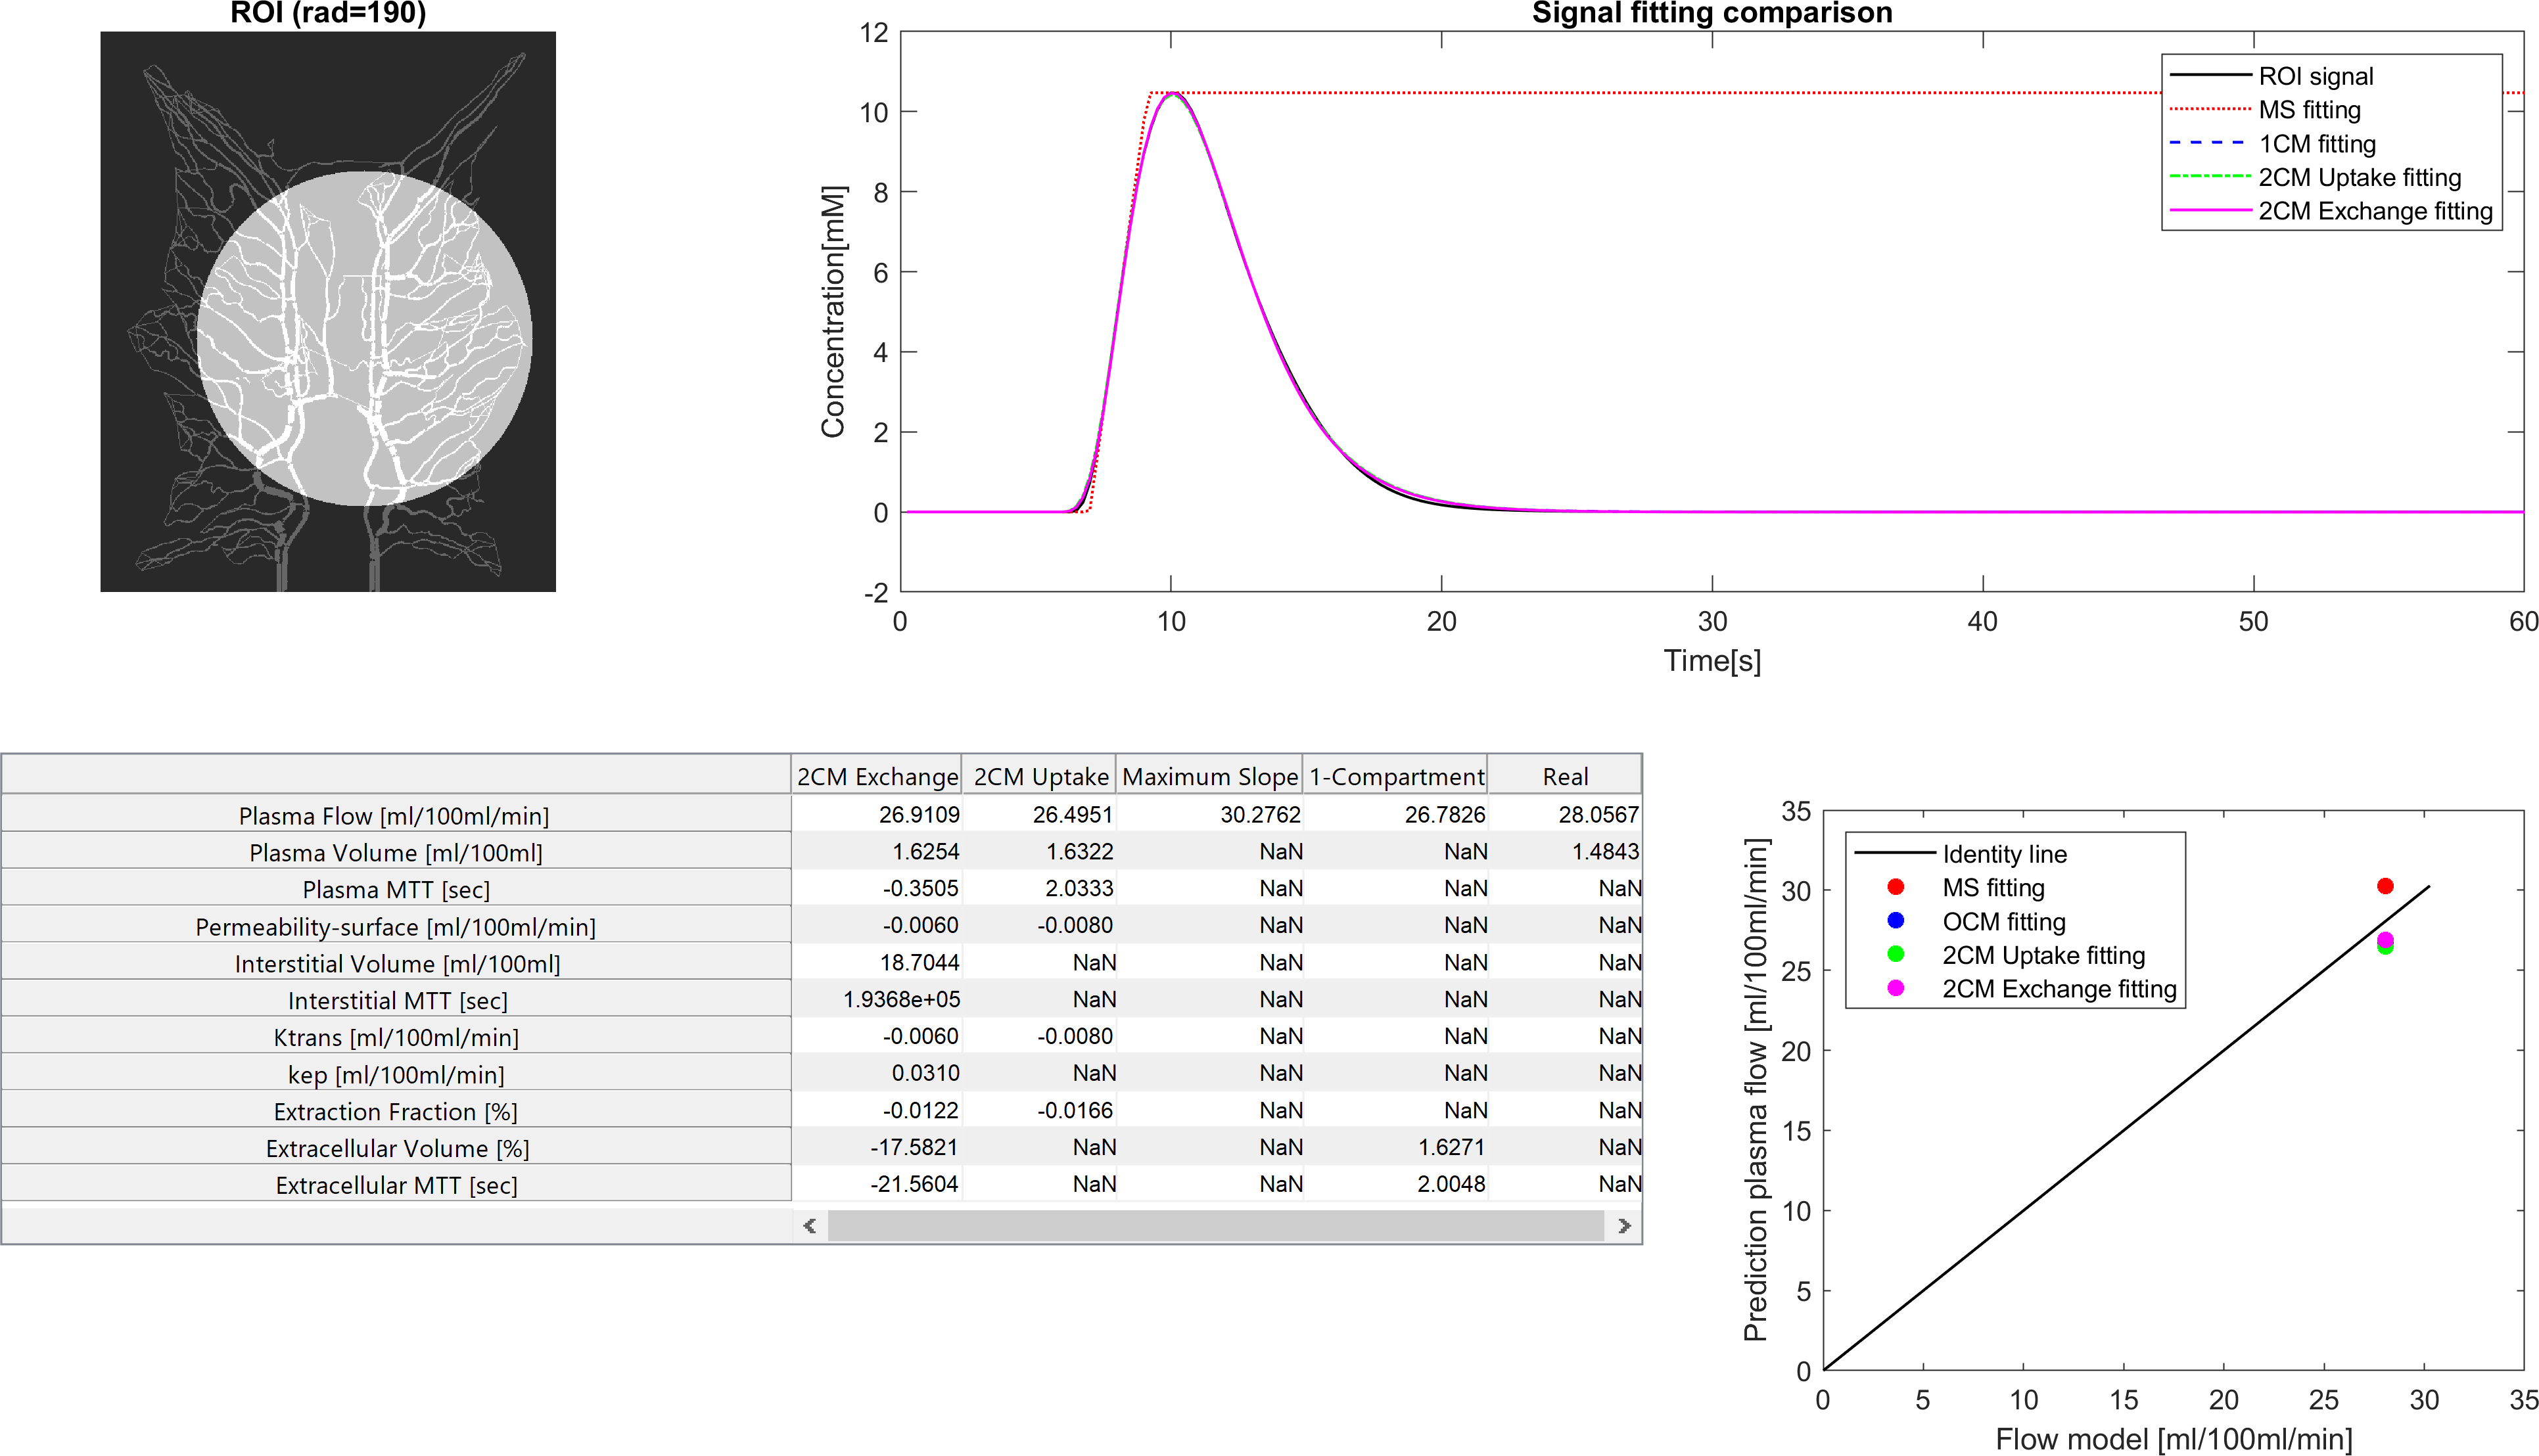 ROI (rad=190)
Signal fitting comparison
12
10
8
6
4
2
0
-2
0 10 20 30 40 50 60
Concentration[mM]
Time[s]
ROI signal
MS fitting
1CM fitting
2CM Uptake fitting
2CM Exchange fitting
2CM Exchange 2CM Uptake Maximum Slope 1-Compartment Real
Plasma Flow [ml/100ml/min] 26.9109 26.4951 30.2762 26.7826 28.0567
Plasma Volume [ml/100ml] 1.6254 1.6322 NaN NaN 1.4843
Plasma MTT [sec] -0.3505 2.0333 NaN NaN NaN
Permeability-surface [ml/100ml/min] -0.0060 -0.0080 NaN NaN NaN
Interstitial Volume [ml/100ml] 18.7044 NaN NaN NaN NaN
Interstitial MTT [sec] 1.9368e+05 NaN NaN NaN NaN
Ktrans [ml/100ml/min] -0.0060 -0.0080 NaN NaN NaN
kep [ml/100ml/min] 0.0310 NaN NaN NaN NaN
Extraction Fraction [%] -0.0122 -0.0166 NaN NaN NaN
Extracellular Volume [%] -17.5821 NaN NaN 1.6271 NaN
Extracellular MTT [sec] -21.5604 NaN NaN 2.0048 NaN
35
30
25
20
15
10
5
0
0 5 10 15 20 25 30 35
Prediction plasma flow [ml/100ml/min]
Flow model [ml/100ml/min]
Identity line
MS fitting
OCM fitting
2CM Uptake fitting
2CM Exchange fitting